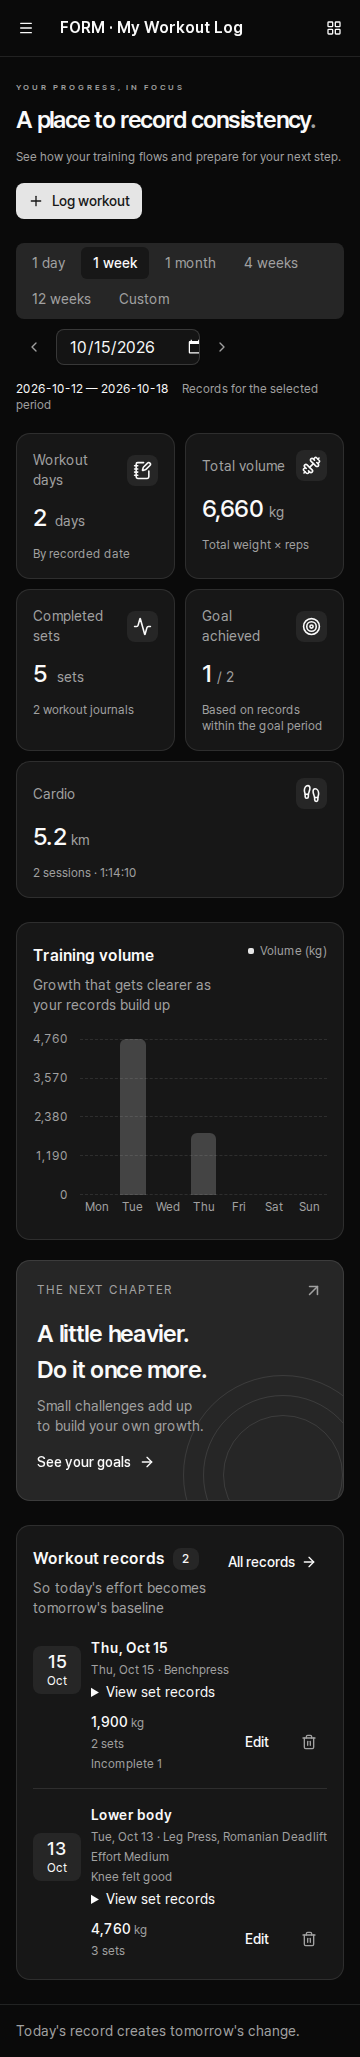 FORM · My Workout Log
YOUR PROGRESS, IN FOCUS
A place to record consistency.
See how your training flows and prepare for your next step.
Log workout
1 day 1 week 1 month 4 weeks
12 weeks Custom
10/15/2026
2026-10-12 — 2026-10-18 Records for the selected
period
Workout
days
2 days
By recorded date
Total volume
6,660 kg
Total weight × reps
Completed
sets
5 sets
2 workout journals
Goal
achieved
1 / 2
Based on records
within the goal period
Cardio
5.2 km
2 sessions · 1:14:10
Training volume
Volume (kg)
Growth that gets clearer as
your records build up
4,760
3,570
2,380
1,190
0
Mon Tue Wed Thu Fri Sat Sun
THE NEXT CHAPTER
A little heavier.
Do it once more.
Small challenges add up
to build your own growth.
See your goals
Workout records 2
All records
So today's effort becomes
tomorrow's baseline
15
Oct
Thu, Oct 15
Thu, Oct 15 · Benchpress
View set records
1,900 kg
2 sets
Incomplete 1
Edit
13
Oct
Lower body
Tue, Oct 13 · Leg Press, Romanian Deadlift
Effort Medium
Knee felt good
View set records
4,760 kg
3 sets
Edit
Today's record creates tomorrow's change.